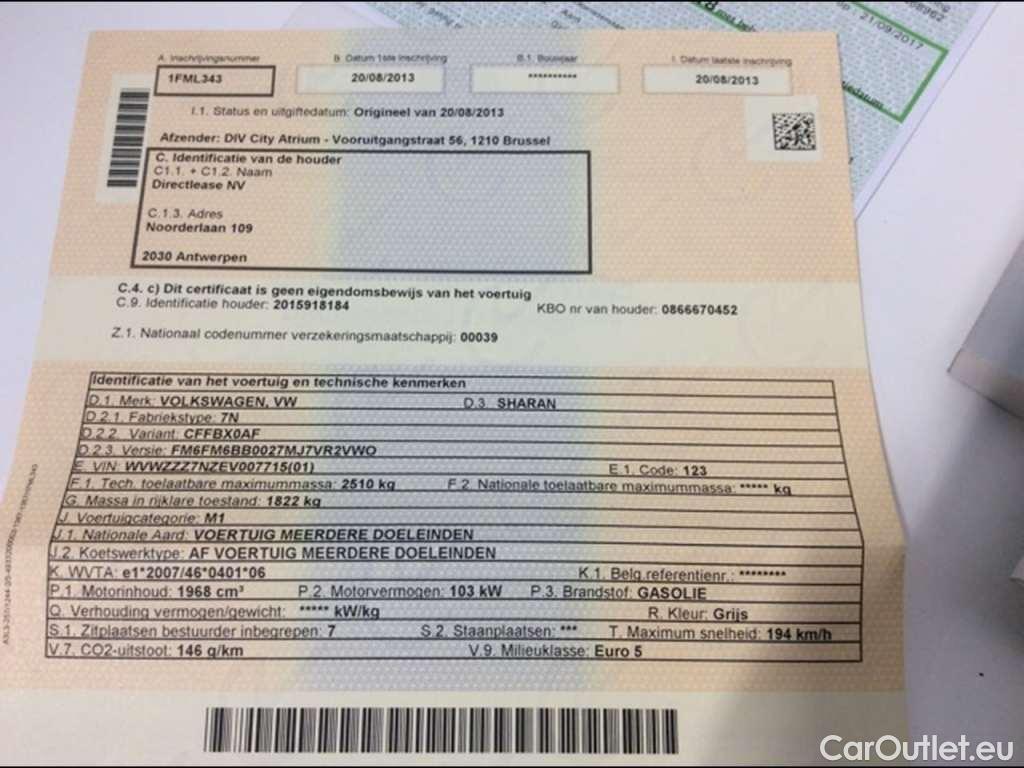 21/09/2017
A. Inschrijvingsnummer B. Datum 1ste inschrijving B.1. Bouwjaar I. Datum laatste inschrijving
1FML343 20/08/2013 ********** 20/08/2013
I.1. Status en uitgiftedatum: Origineel van 20/08/2013
Afzender: DIV City Atrium - Vooruitgangstraat 56, 1210 Brussel
C. Identificatie van de houder
C1.1. + C1.2. Naam
Directlease NV
C.1.3. Adres
Noorderlaan 109
2030 Antwerpen
C.4. c) Dit certificaat is geen eigendomsbewijs van het voertuig
C.9. Identificatie houder: 2015918184 KBO nr van houder: 0866670452
Z.1. Nationaal codenummer verzekeringsmaatschappij: 00039
Identificatie van het voertuig en technische kenmerken
D.1. Merk: VOLKSWAGEN, VW D.3. SHARAN
D.2.1. Fabriekstype: 7N
D.2.2. Variant: CFFBX0AF
D.2.3. Versie: FM6FM6BB0027MJ7VR2VWO
E. VIN: WVWZZZ7NZEV007715(01) E.1. Code: 123
F.1. Tech. toelaatbare maximummassa: 2510 kg F.2. Nationale toelaatbare maximummassa: ***** kg
G. Massa in rijklare toestand: 1822 kg
J. Voertuigcategorie: M1
J.1. Nationale Aard: VOERTUIG MEERDERE DOELEINDEN
J.2. Koetswerktype: AF VOERTUIG MEERDERE DOELEINDEN
K. WVTA: e1*2007/46*0401*06 K.1. Belg.referentienr.: ********
P.1. Motorinhoud: 1968 cm³ P.2. Motorvermogen: 103 kW P.3. Brandstof: GASOLIE
Q. Verhouding vermogen/gewicht: ***** kW/kg R. Kleur: Grijs
S.1. Zitplaatsen bestuurder inbegrepen: 7 S.2. Staanplaatsen: *** T. Maximum snelheid: 194 km/h
V.7. CO2-uitstoot: 146 g/km V.9. Milieuklasse: Euro 5
CarOutlet.eu